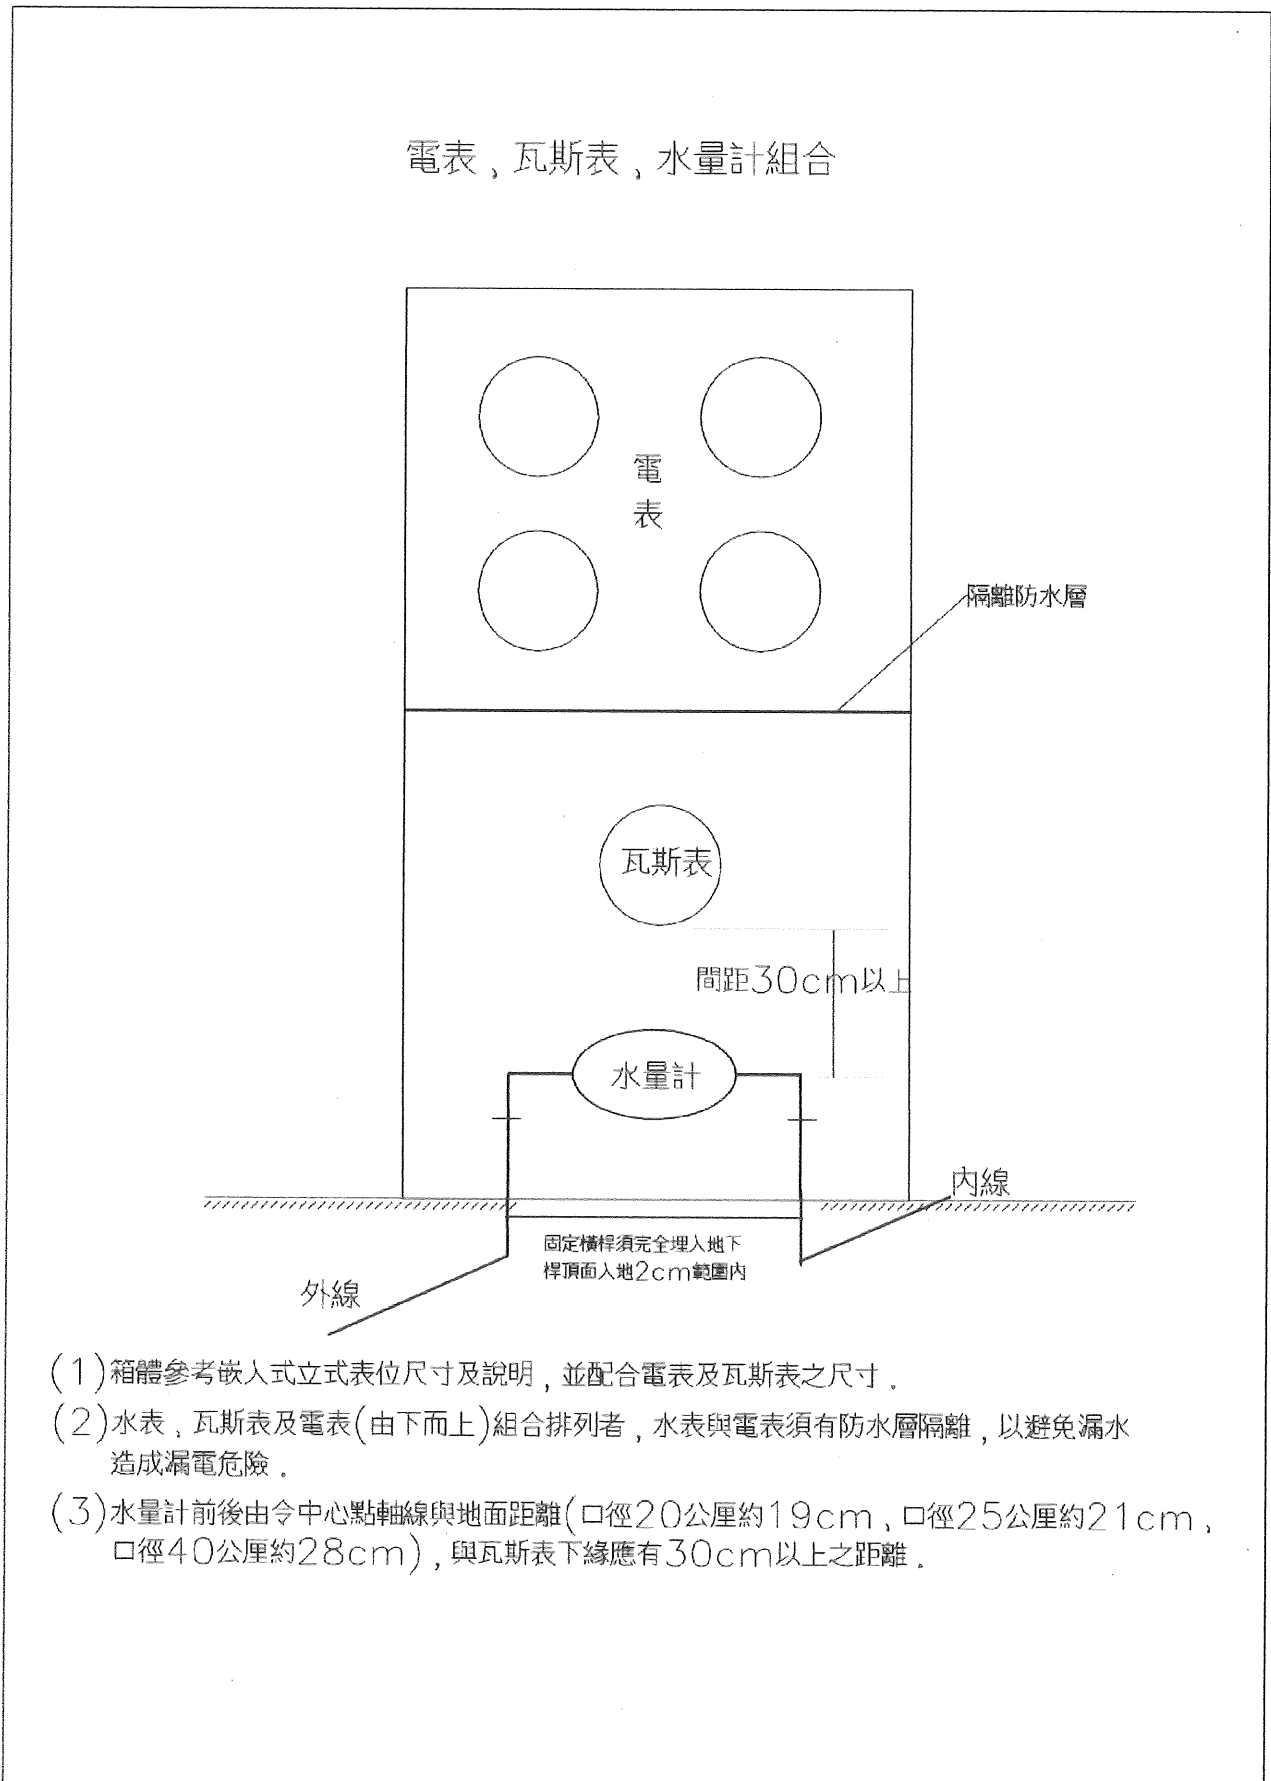 電表、瓦斯表、水量計組合
電
表
隔離防水層
瓦斯表
間距30cm以上
水量計
內線
固定橫桿須完全埋入地下
桿頂面入地2cm範圍內
外線
(1)箱體參考嵌入式立式表位尺寸及說明，並配合電表及瓦斯表之尺寸．
(2)水表、瓦斯表及電表(由下而上)組合排列者，水表與電表須有防水層隔離，以避免漏水
造成漏電危險．
(3)水量計前後由令中心點軸線與地面距離(口徑20公厘約19cm、口徑25公厘約21cm、
口徑40公厘約28cm)，與瓦斯表下緣應有30cm以上之距離．